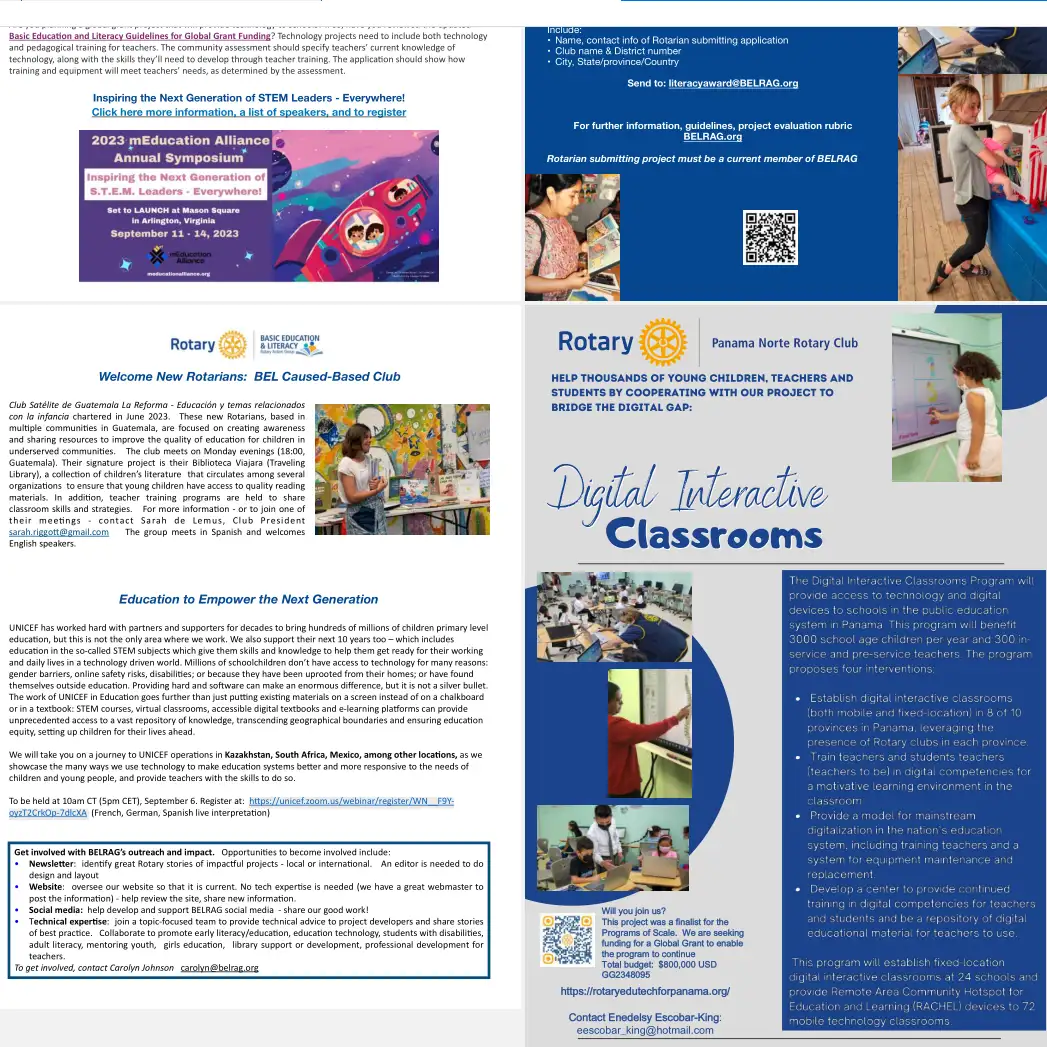 Basic Education and Literacy Guidelines for Global Grant Funding? Technology projects need to include both technology
and pedagogical training for teachers. The community assessment should specify teachers' current knowledge of
technology, along with the skills they'll need to develop through teacher training. The application should show how
training and equipment will meet teachers' needs, as determined by the assessment.
Inspiring the Next Generation of STEM Leaders - Everywhere!
Click here more information, a list of speakers, and to register
2023 mEducation Alliance
Annual Symposium
Inspiring the Next Generation of
S.T.E.M. Leaders - Everywhere!
Set to LAUNCH at Mason Square
in Arlington, Virginia
September 11 - 14, 2023
mEducation
Alliance
meducationalliance.org
Include:
• Name, contact info of Rotarian submitting application
• Club name & District number
• City, State/province/Country
Send to: literacyaward@BELRAG.org
For further information, guidelines, project evaluation rubric
BELRAG.org
Rotarian submitting project must be a current member of BELRAG
Rotary
BASIC EDUCATION
& LITERACY
Rotary Action Group
Welcome New Rotarians: BEL Caused-Based Club
Club Satélite de Guatemala La Reforma - Educación y temas relacionados
con la infancia chartered in June 2023. These new Rotarians, based in
multiple communities in Guatemala, are focused on creating awareness
and sharing resources to improve the quality of education for children in
underserved communities. The club meets on Monday evenings (18:00,
Guatemala). Their signature project is their Biblioteca Viajara (Traveling
Library), a collection of children's literature that circulates among several
organizations to ensure that young children have access to quality reading
materials. In addition, teacher training programs are held to share
classroom skills and strategies. For more information - or to join one of
their meetings - contact Sarah de Lemus, Club President
sarah.riggott@gmail.com The group meets in Spanish and welcomes
English speakers.
Education to Empower the Next Generation
UNICEF has worked hard with partners and supporters for decades to bring hundreds of millions of children primary level
education, but this is not the only area where we work. We also support their next 10 years too – which includes
education in the so-called STEM subjects which give them skills and knowledge to help them get ready for their working
and daily lives in a technology driven world. Millions of schoolchildren don't have access to technology for many reasons:
gender barriers, online safety risks, disabilities; or because they have been uprooted from their homes; or have found
themselves outside education. Providing hard and software can make an enormous difference, but it is not a silver bullet.
The work of UNICEF in Education goes further than just putting existing materials on a screen instead of on a chalkboard
or in a textbook: STEM courses, virtual classrooms, accessible digital textbooks and e-learning platforms can provide
unprecedented access to a vast repository of knowledge, transcending geographical boundaries and ensuring education
equity, setting up children for their lives ahead.
We will take you on a journey to UNICEF operations in Kazakhstan, South Africa, Mexico, among other locations, as we
showcase the many ways we use technology to make education systems better and more responsive to the needs of
children and young people, and provide teachers with the skills to do so.
To be held at 10am CT (5pm CET), September 6. Register at: https://unicef.zoom.us/webinar/register/WN__F9Y-
oyzT2CrkOp-7dlcXA (French, German, Spanish live interpretation)
Get involved with BELRAG's outreach and impact. Opportunities to become involved include:
• Newsletter: identify great Rotary stories of impactful projects - local or international. An editor is needed to do
design and layout
• Website: oversee our website so that it is current. No tech expertise is needed (we have a great webmaster to
post the information) - help review the site, share new information.
• Social media: help develop and support BELRAG social media - share our good work!
• Technical expertise: join a topic-focused team to provide technical advice to project developers and share stories
of best practice. Collaborate to promote early literacy/education, education technology, students with disabilities,
adult literacy, mentoring youth, girls education, library support or development, professional development for
teachers.
To get involved, contact Carolyn Johnson carolyn@belrag.org
Rotary
Panama Norte Rotary Club
HELP THOUSANDS OF YOUNG CHILDREN, TEACHERS AND
STUDENTS BY COOPERATING WITH OUR PROJECT TO
BRIDGE THE DIGITAL GAP:
Digital Interactive
Classrooms
The Digital Interactive Classrooms Program will
provide access to technology and digital
devices to schools in the public education
system in Panama. This program will benefit
3000 school age children per year and 300 in-
service and pre-service teachers. The program
proposes four interventions:
• Establish digital interactive classrooms
(both mobile and fixed-location) in 8 of 10
provinces in Panama, leveraging the
presence of Rotary clubs in each province.
• Train teachers and students teachers
(teachers to be) in digital competencies for
a motivative learning environment in the
classroom
• Provide a model for mainstream
digitalization in the nation's education
system, including training teachers and a
system for equipment maintenance and
replacement.
• Develop a center to provide continued
training in digital competencies for teachers
and students and be a repository of digital
educational material for teachers to use.
This program will establish fixed-location
digital interactive classrooms at 24 schools and
provide Remote Area Community Hotspot for
Education and Learning (RACHEL) devices to 72
mobile technology classrooms.
Will you join us?
This project was a finalist for the
Programs of Scale. We are seeking
funding for a Global Grant to enable
the program to continue
Total budget: $800,000 USD
GG2348095
https://rotaryedutechforpanama.org/
Contact Enedelsy Escobar-King:
eescobar_king@hotmail.com